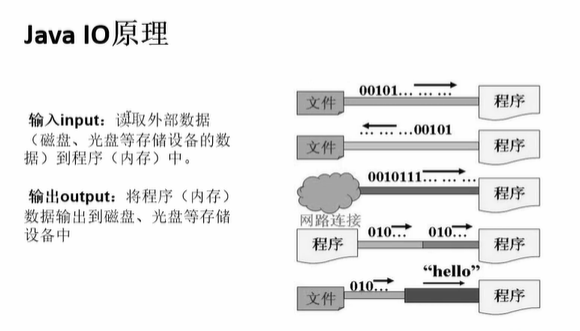 Java IO原理
输入input：读取外部数据
（磁盘、光盘等存储设备的数
据）到程序（内存）中。
输出output：将程序（内存）
数据输出到磁盘、光盘等存储
设备中
00101… … …
文件
程序
… … …00101
文件
程序
0010111… … …
程序
网路连接
010…
010…
程序
程序
“hello”
010…
文件
程序